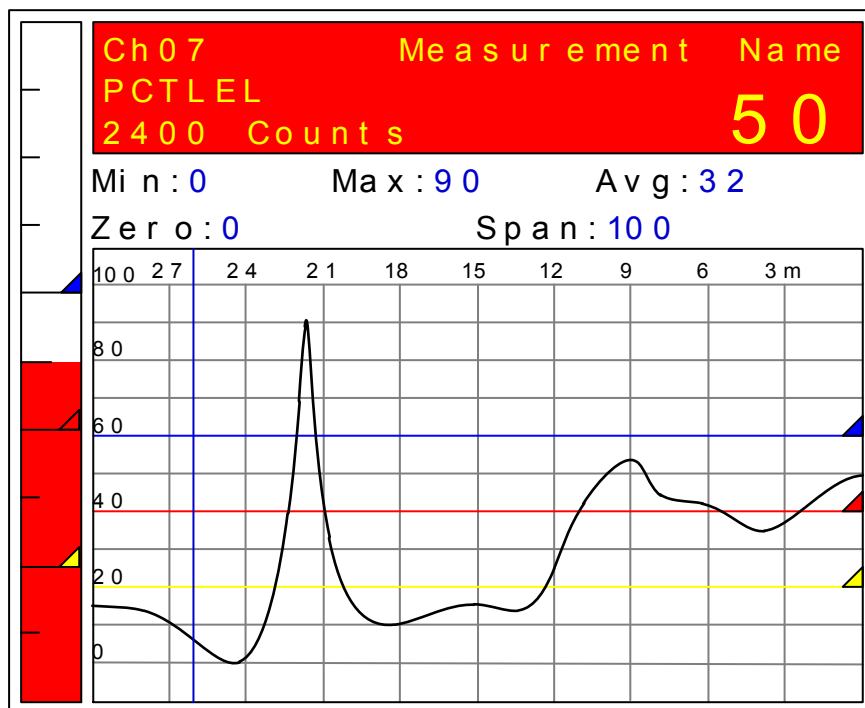 Ch07 Measurement Name
PCTLEL
2400 Counts 50
Min:0 Max:90 Avg:32
Zero:0 Span:100
100 27 24 21 18 15 12 9 6 3 m
80
60
40
20
0